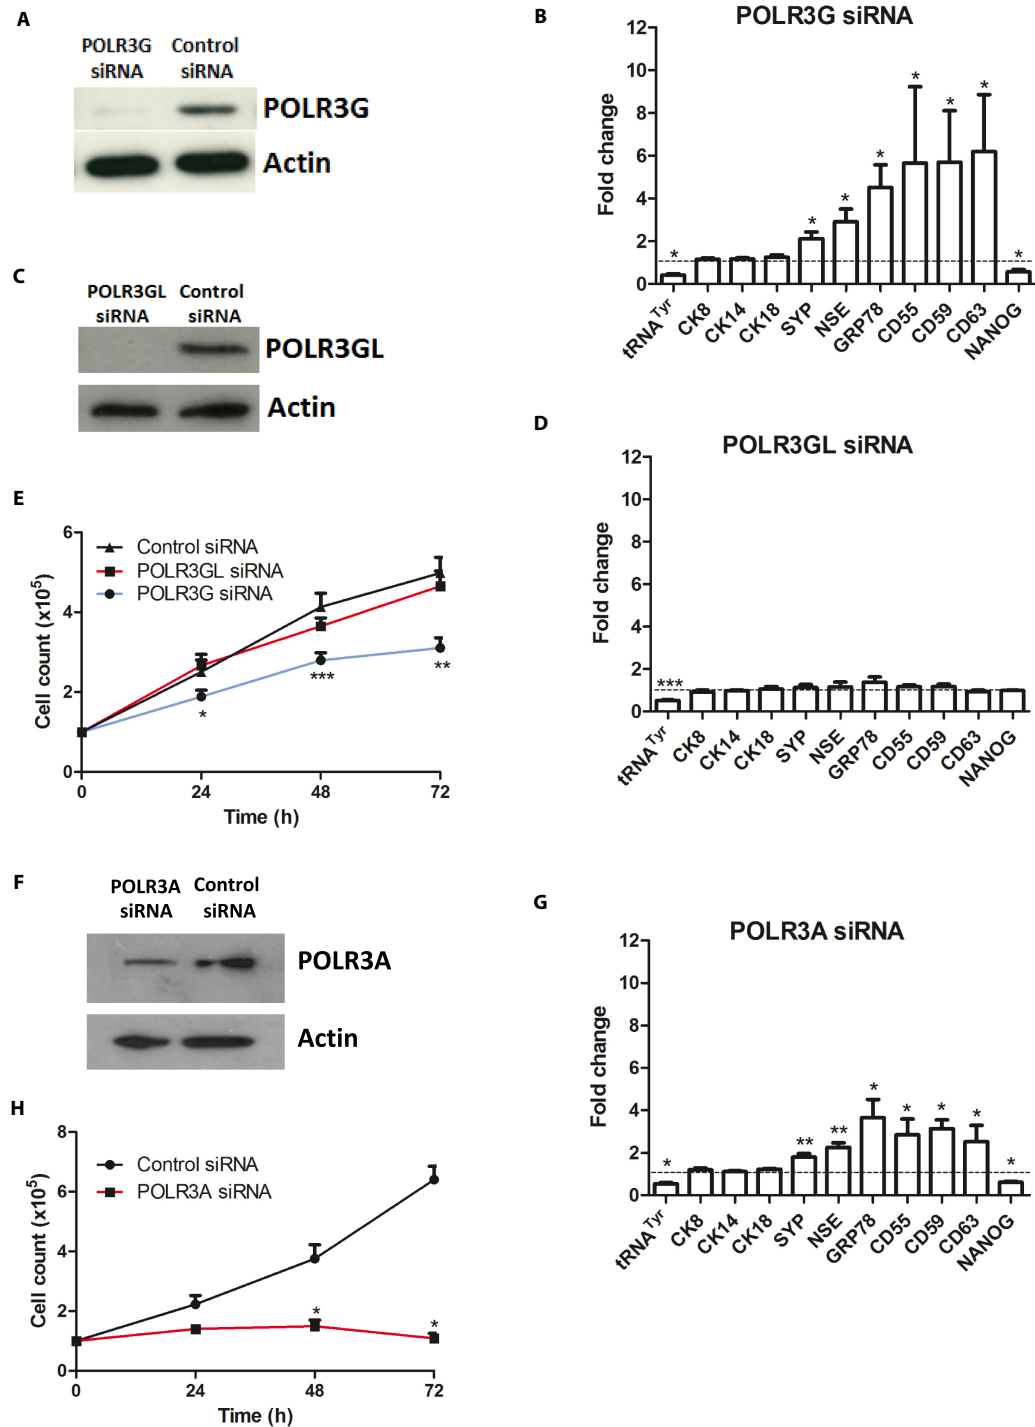 A
POLR3G siRNA
Control siRNA
POLR3G
Actin
B
POLR3G siRNA
Fold change
12
10
8
6
4
2
0
* * * * * * * *
tRNATyr
CK8
CK14
CK18
SYP
NSE
GRP78
CD55
CD59
CD63
NANOG
C
POLR3GL siRNA
Control siRNA
POLR3GL
Actin
D
POLR3GL siRNA
Fold change
12
10
8
6
4
2
0
***
tRNATyr
CK8
CK14
CK18
SYP
NSE
GRP78
CD55
CD59
CD63
NANOG
E
Cell count (x10⁵)
6
4
2
0
Control siRNA
POLR3GL siRNA
POLR3G siRNA
*
***
**
0 24 48 72
Time (h)
F
POLR3A siRNA
Control siRNA
POLR3A
Actin
G
POLR3A siRNA
Fold change
12
10
8
6
4
2
0
* ** ** * * * * *
tRNATyr
CK8
CK14
CK18
SYP
NSE
GRP78
CD55
CD59
CD63
NANOG
H
Cell count (x10⁵)
8
6
4
2
0
Control siRNA
POLR3A siRNA
*
*
0 24 48 72
Time (h)